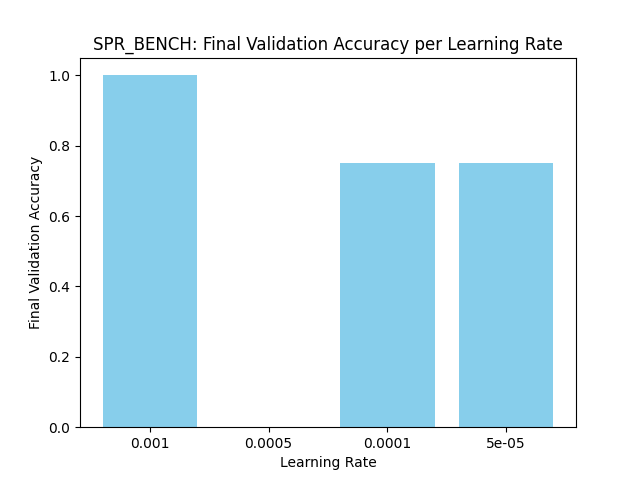 SPR_BENCH: Final Validation Accuracy per Learning Rate
Final Validation Accuracy
1.0
0.8
0.6
0.4
0.2
0.0
0.001
0.0005
0.0001
5e-05
Learning Rate